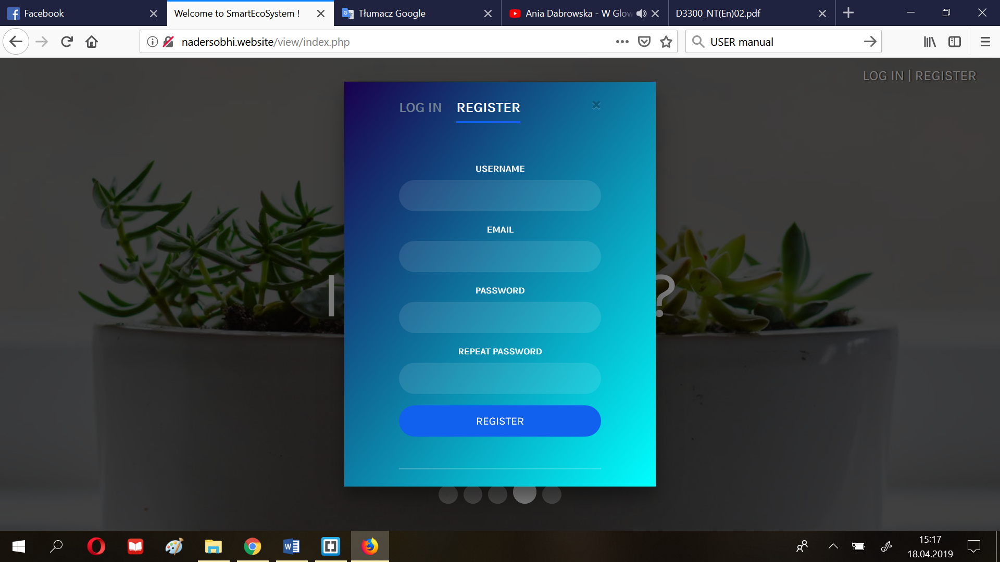 Facebook
Welcome to SmartEcoSystem !
Tłumacz Google
Ania Dabrowska - W Glow
D3300_NT(En)02.pdf
nadersobhi.website/view/index.php
USER manual
LOG IN | REGISTER
LOG IN
REGISTER
USERNAME
EMAIL
I
?
PASSWORD
REPEAT PASSWORD
REGISTER
15:17
18.04.2019